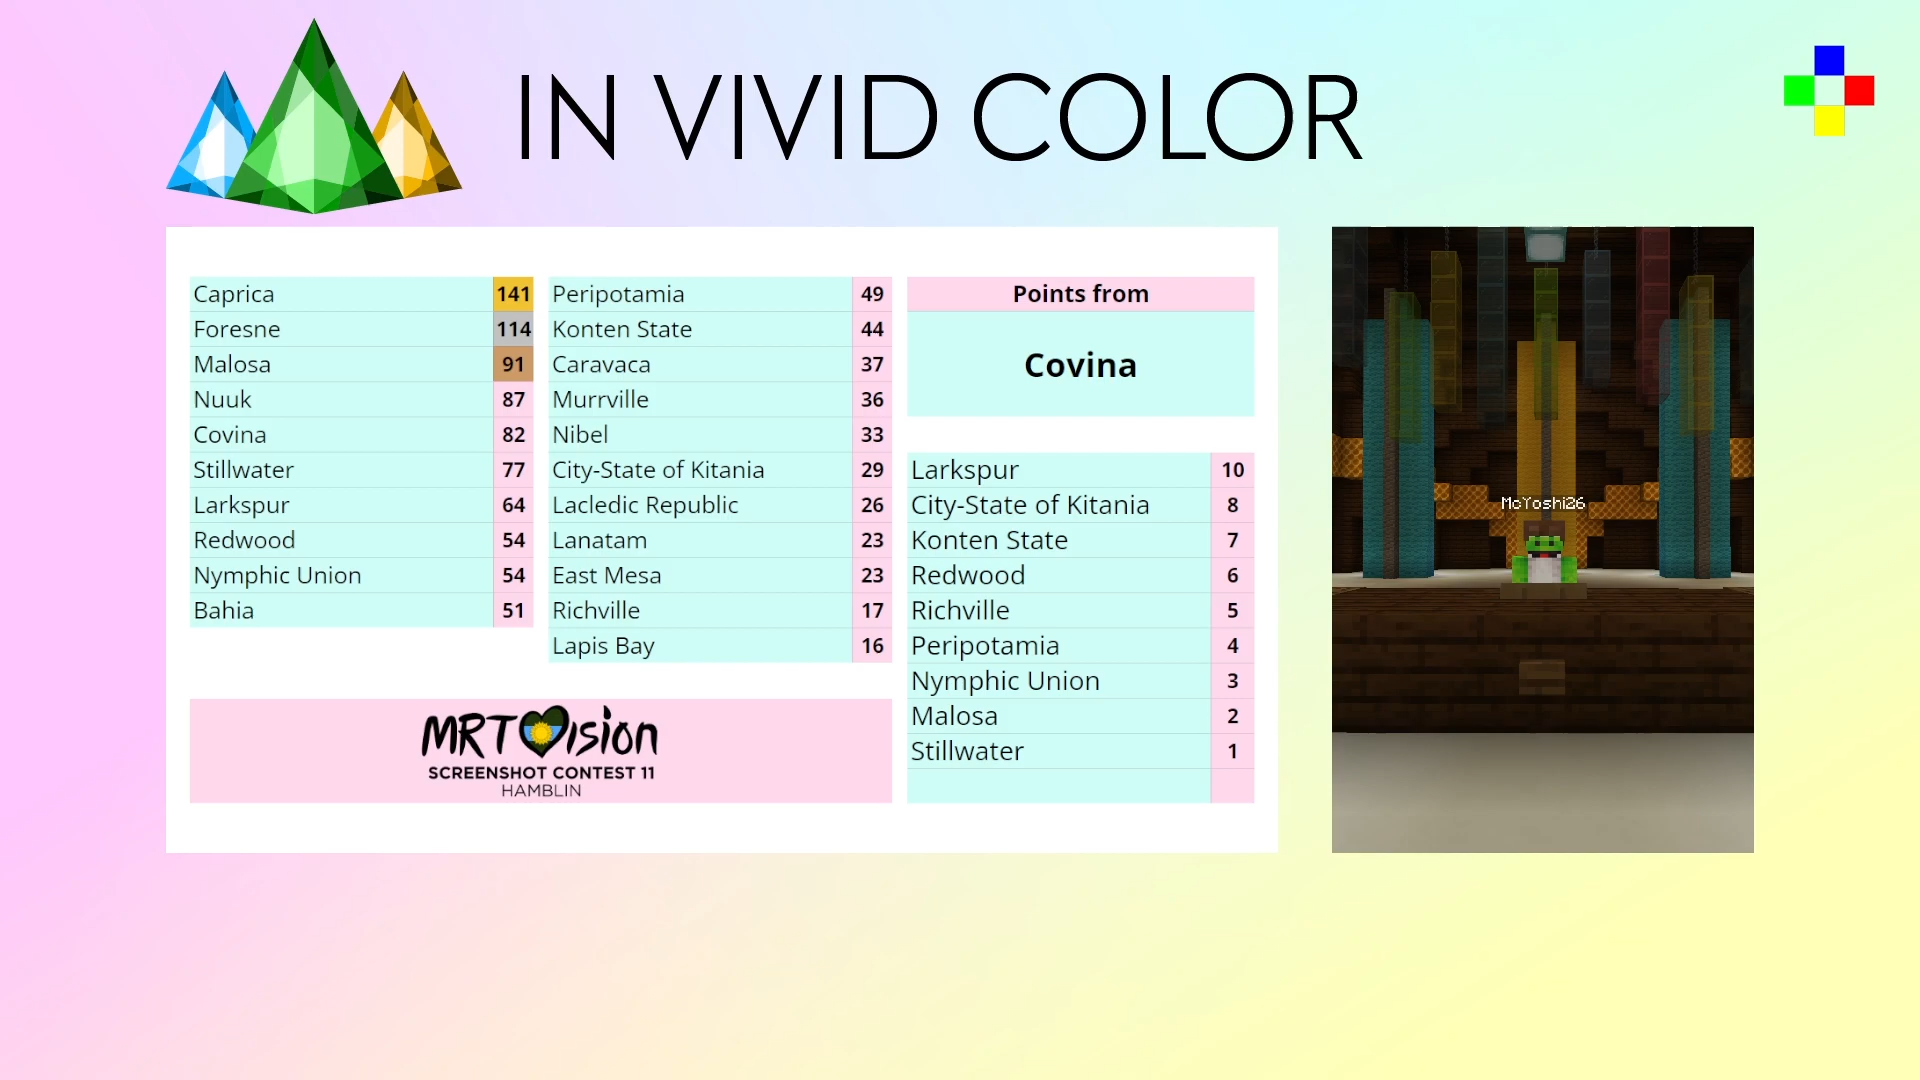 IN VIVID COLOR
Caprica 141
Foresne 114
Malosa 91
Nuuk 87
Covina 82
Stillwater 77
Larkspur 64
Redwood 54
Nymphic Union 54
Bahia 51
Peripotamia 49
Konten State 44
Caravaca 37
Murrville 36
Nibel 33
City-State of Kitania 29
Lacledic Republic 26
Lanatam 23
East Mesa 23
Richville 17
Lapis Bay 16
MRTVision
SCREENSHOT CONTEST 11
HAMBLIN
Points from
Covina
Larkspur 10
City-State of Kitania 8
Konten State 7
Redwood 6
Richville 5
Peripotamia 4
Nymphic Union 3
Malosa 2
Stillwater 1
McYoshi26